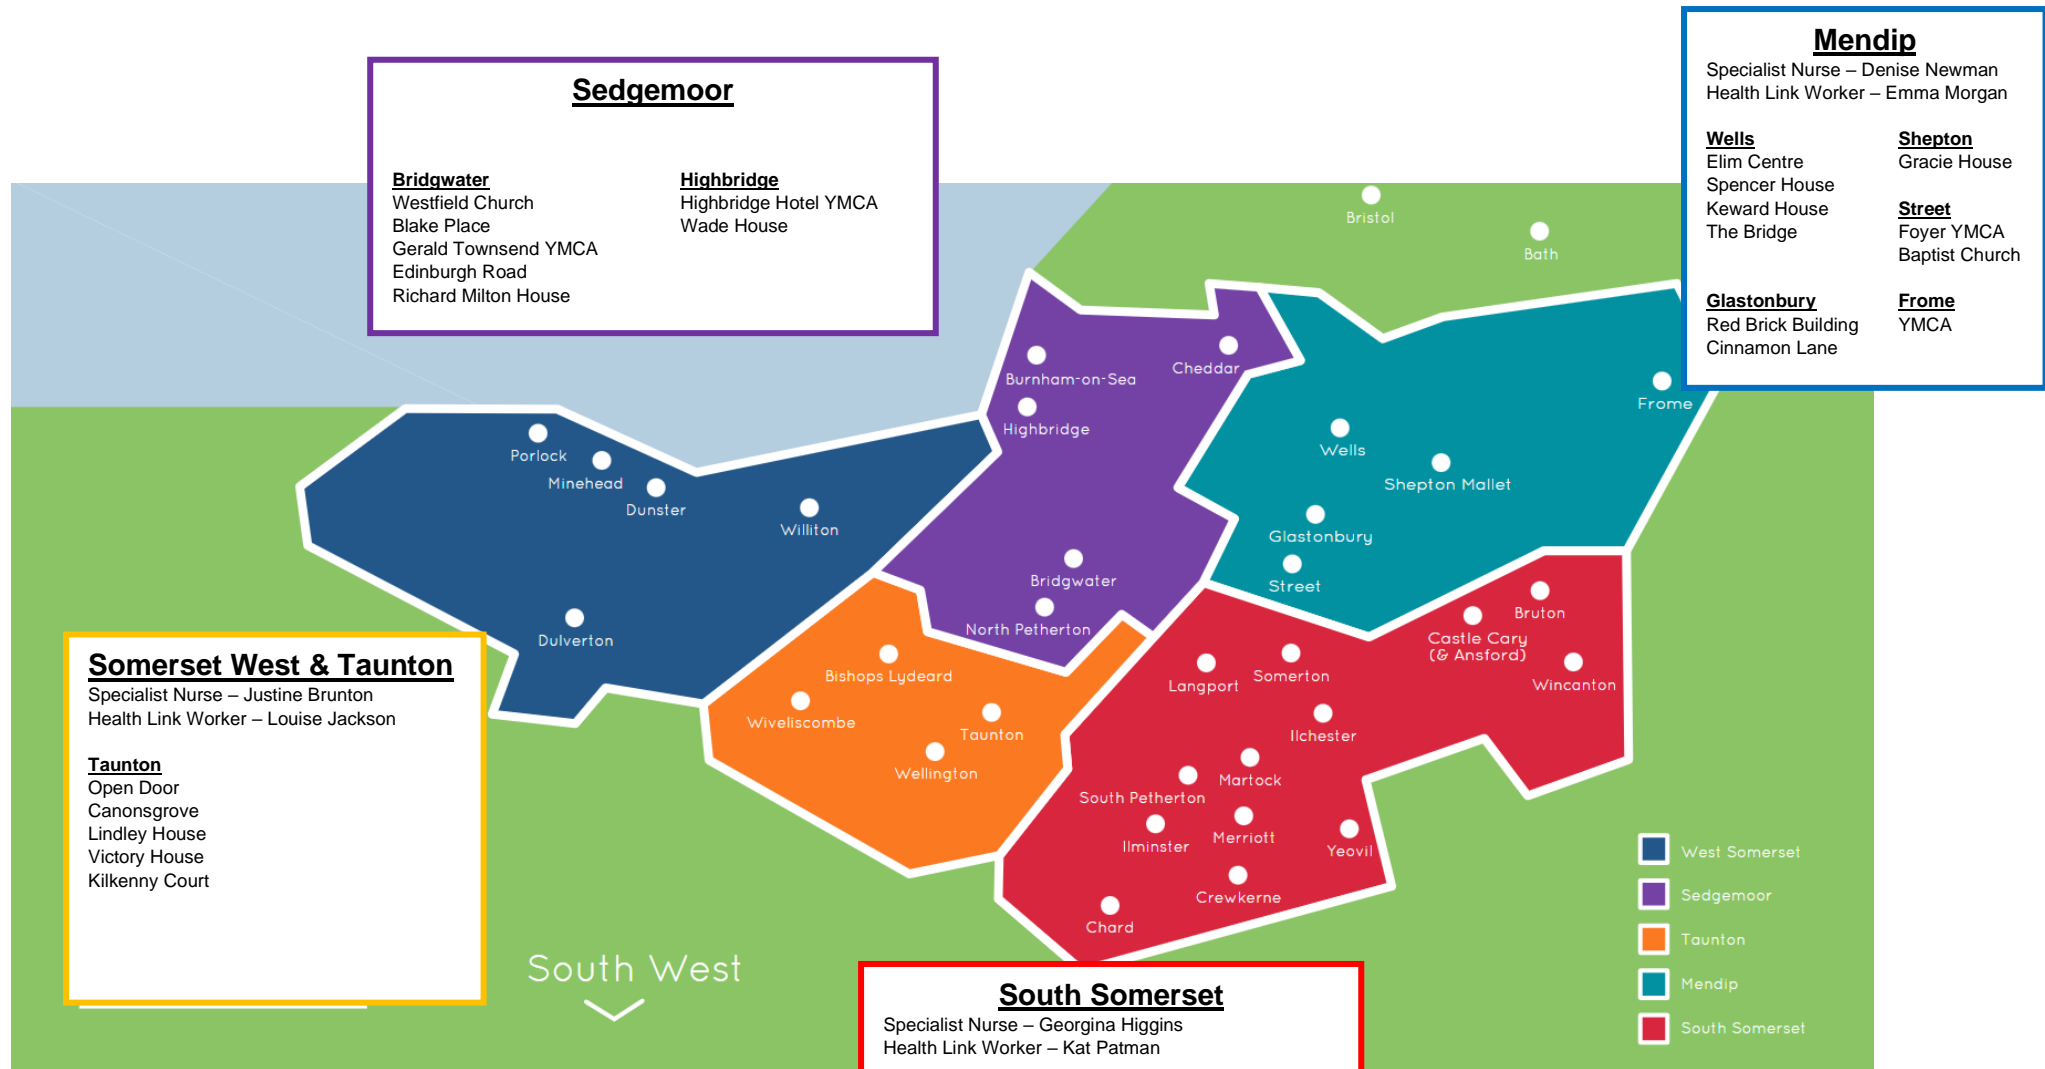 Sedgemoor
Bridgwater
Westfield Church
Blake Place
Gerald Townsend YMCA
Edinburgh Road
Richard Milton House
Highbridge
Highbridge Hotel YMCA
Wade House
Mendip
Specialist Nurse – Denise Newman
Health Link Worker – Emma Morgan
Wells
Elim Centre
Spencer House
Keward House
The Bridge
Shepton
Gracie House
Street
Foyer YMCA
Baptist Church
Glastonbury
Red Brick Building
Cinnamon Lane
Frome
YMCA
Bristol
Bath
Burnham-on-Sea
Cheddar
Highbridge
Frome
Porlock
Minehead
Dunster
Williton
Wells
Shepton Mallet
Glastonbury
Street
Bridgwater
North Petherton
Dulverton
Bruton
Castle Cary
(& Ansford)
Wincanton
Langport
Somerton
Ilchester
Bishops Lydeard
Wiveliscombe
Taunton
Wellington
Martock
South Petherton
Merriott
Ilminster
Yeovil
Crewkerne
Chard
Somerset West & Taunton
Specialist Nurse – Justine Brunton
Health Link Worker – Louise Jackson
Taunton
Open Door
Canonsgrove
Lindley House
Victory House
Kilkenny Court
South West
West Somerset
Sedgemoor
Taunton
Mendip
South Somerset
South Somerset
Specialist Nurse – Georgina Higgins
Health Link Worker – Kat Patman